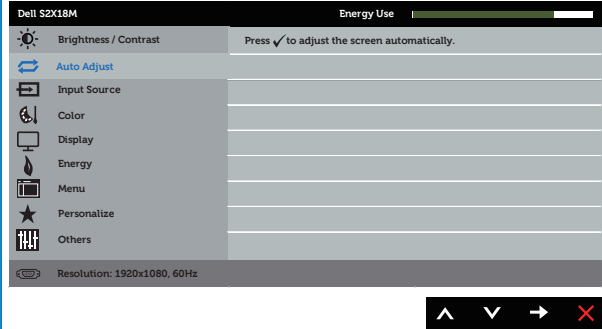 Dell S2X18M Energy Use
Brightness / Contrast Press ✓ to adjust the screen automatically.
Auto Adjust
Input Source
Color
Display
Energy
Menu
Personalize
Others
Resolution: 1920x1080, 60Hz